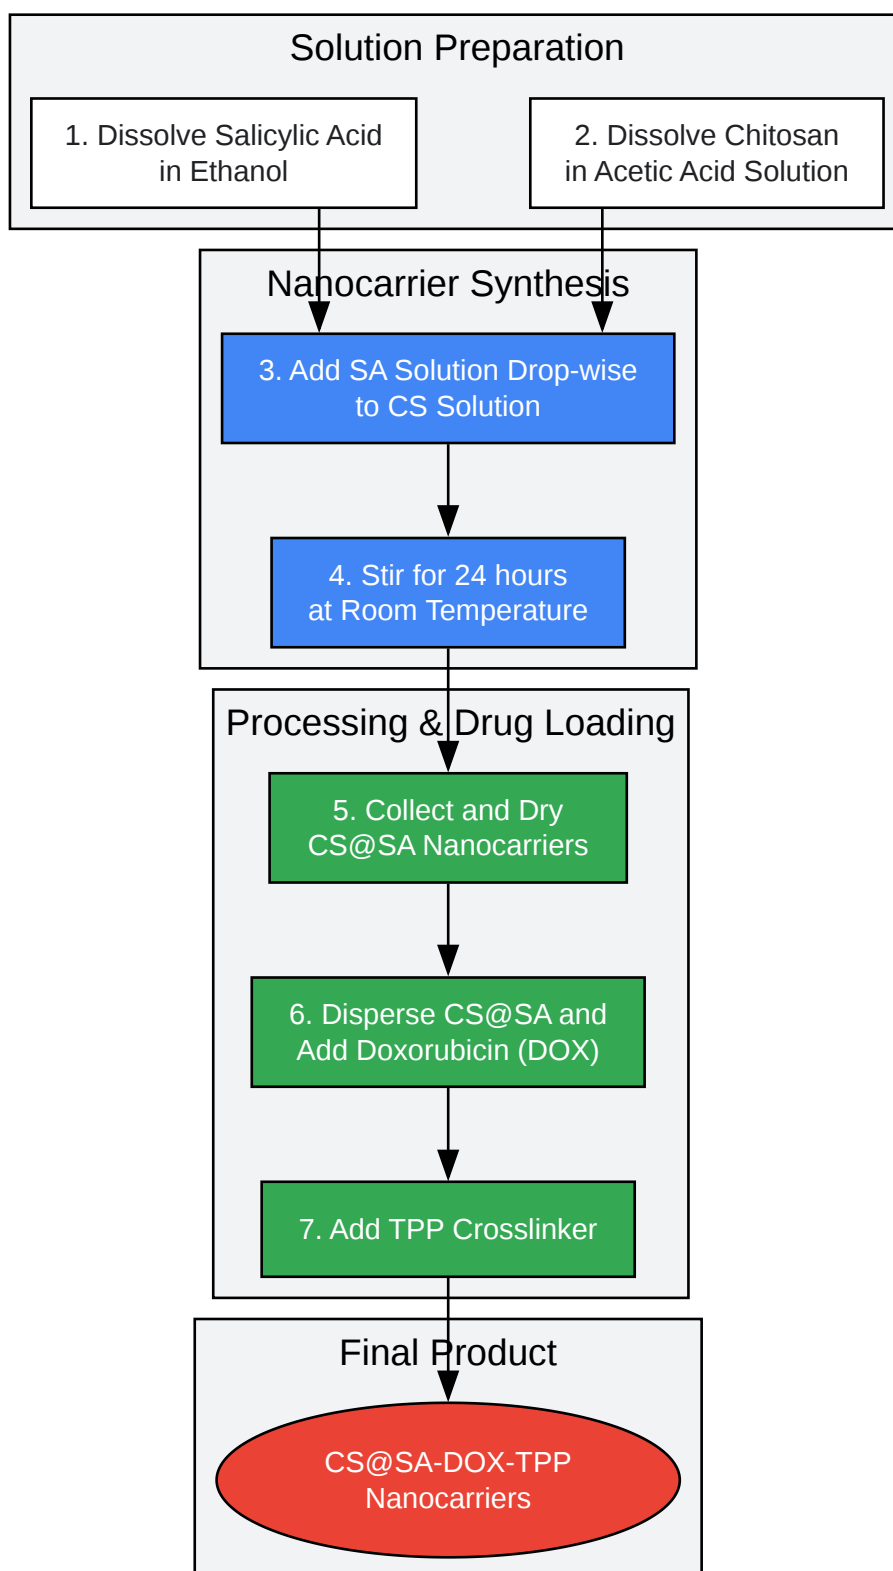 Solution Preparation
1. Dissolve Salicylic Acid
in Ethanol
2. Dissolve Chitosan
in Acetic Acid Solution
Nanocarrier Synthesis
3. Add SA Solution Drop-wise
to CS Solution
4. Stir for 24 hours
at Room Temperature
Processing & Drug Loading
5. Collect and Dry
CS@SA Nanocarriers
6. Disperse CS@SA and
Add Doxorubicin (DOX)
7. Add TPP Crosslinker
Final Product
CS@SA-DOX-TPP
Nanocarriers